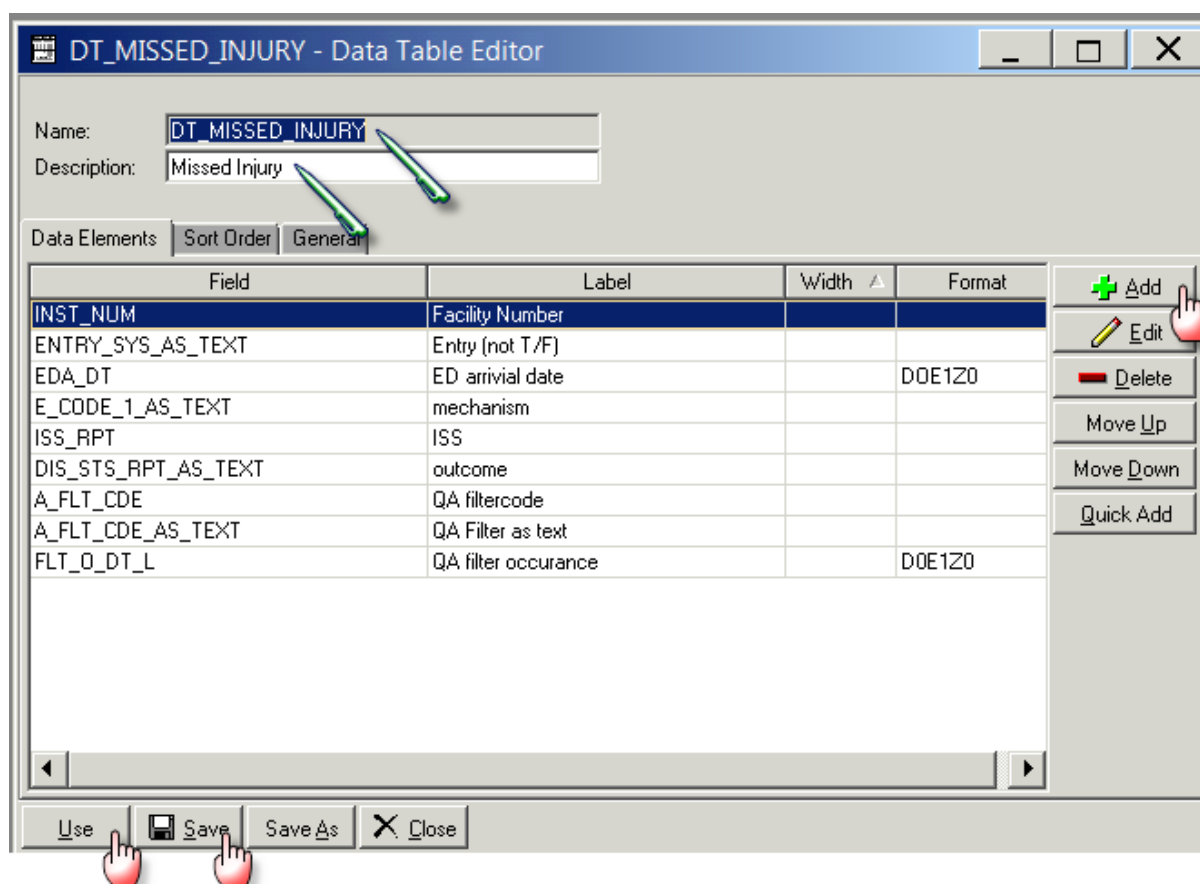 DT_MISSED_INJURY - Data Table Editor
Name: DT_MISSED_INJURY
Description: Missed Injury
Data Elements Sort Order General
Field Label Width Format
INST_NUM Facility Number
ENTRY_SYS_AS_TEXT Entry (not T/F)
EDA_DT ED arrivial date D0E1Z0
E_CODE_1_AS_TEXT mechanism
ISS_RPT ISS
DIS_STS_RPT_AS_TEXT outcome
A_FLT_CDE QA filtercode
A_FLT_CDE_AS_TEXT QA Filter as text
FLT_O_DT_L QA filter occurance D0E1Z0
Add
Edit
Delete
Move Up
Move Down
Quick Add
Use Save Save As Close